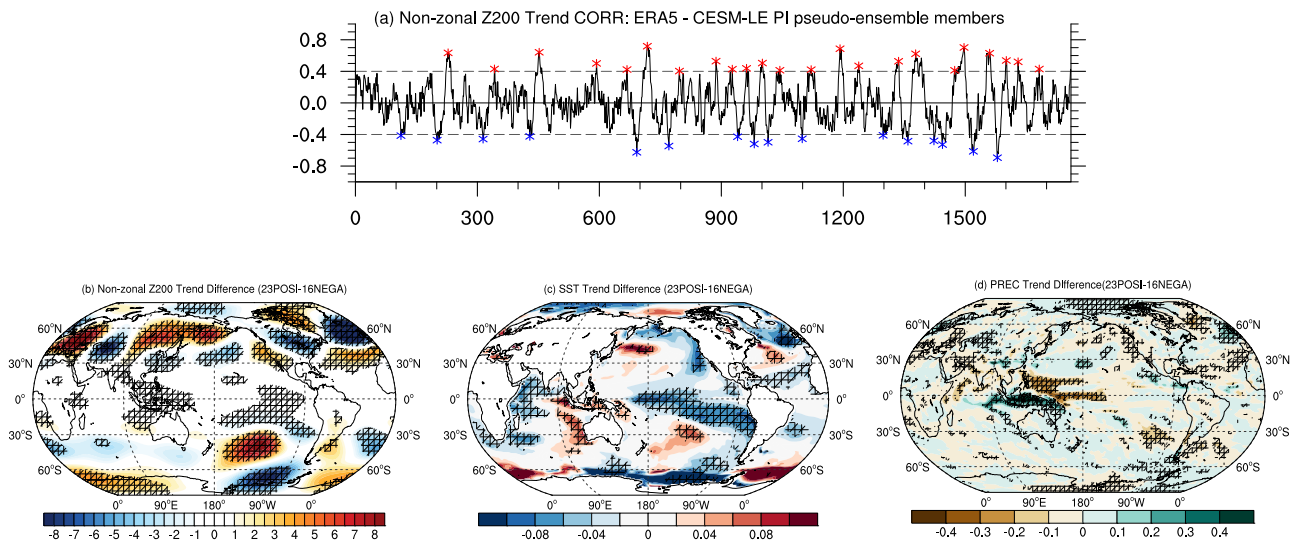 (a) Non-zonal Z200 Trend CORR: ERA5 - CESM-LE PI pseudo-ensemble members
0.8
0.4
0.0
-0.4
-0.8
0 300 600 900 1200 1500
(b) Non-zonal Z200 Trend Difference (23POSI-16NEGA)
60°N 60°N
30°N 30°N
0° 0°
30°S 30°S
60°S 60°S
0° 90°E 180° 90°W 0°
-8 -7 -6 -5 -4 -3 -2 -1 0 1 2 3 4 5 6 7 8
(c) SST Trend Difference (23POSI-16NEGA)
60°N 60°N
30°N 30°N
0° 0°
30°S 30°S
60°S 60°S
0° 90°E 180° 90°W 0°
-0.08 -0.04 0 0.04 0.08
(d) PREC Trend Difference(23POSI-16NEGA)
60°N 60°N
30°N 30°N
0° 0°
30°S 30°S
60°S 60°S
0° 90°E 180° 90°W 0°
-0.4 -0.3 -0.2 -0.1 0 0.1 0.2 0.3 0.4